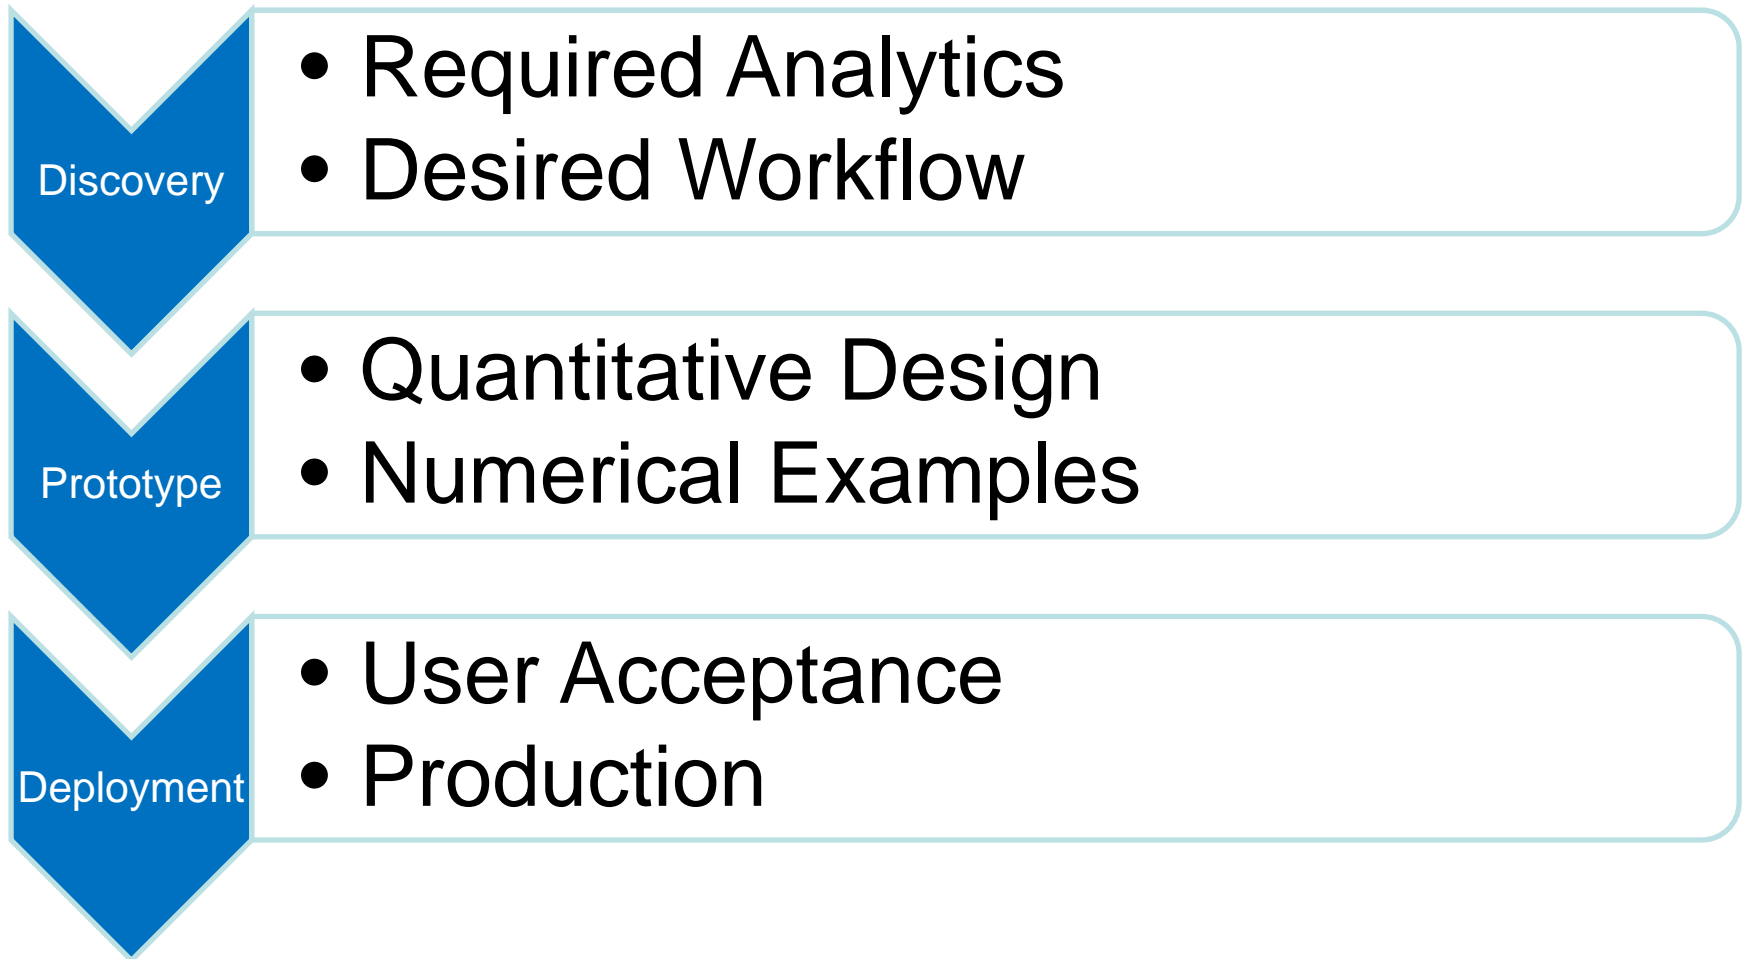 Discovery
• Required Analytics
• Desired Workflow
Prototype
• Quantitative Design
• Numerical Examples
Deployment
• User Acceptance
• Production